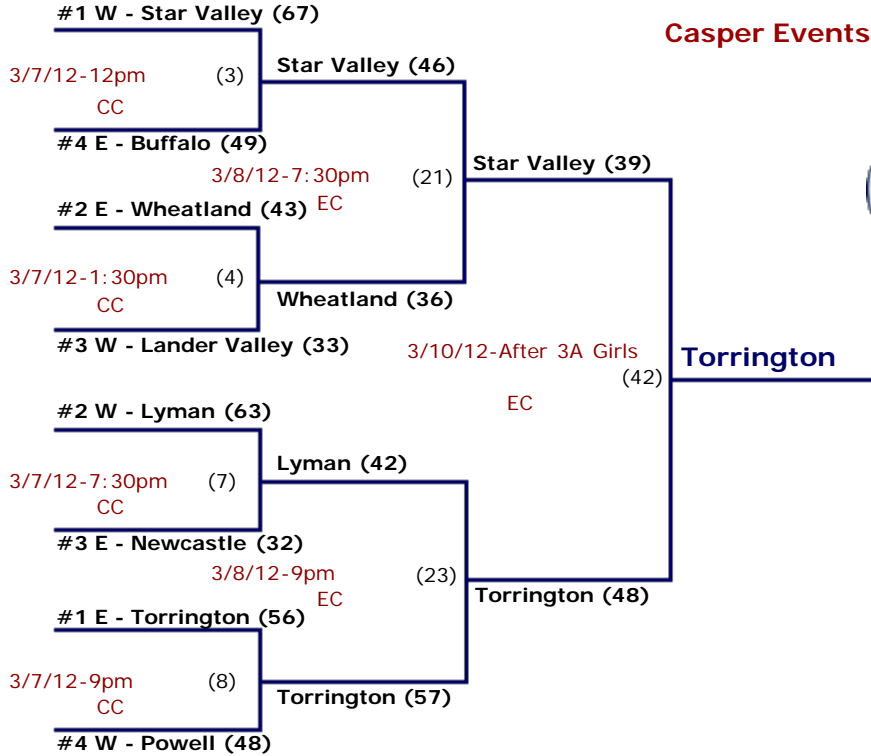 #1 W - Star Valley (67)
Casper Events
3/7/12-12pm (3)
CC
Star Valley (46)
#4 E - Buffalo (49)
3/8/12-7:30pm (21)
EC
Star Valley (39)
#2 E - Wheatland (43)
3/7/12-1:30pm (4)
CC
Wheatland (36)
#3 W - Lander Valley (33)
3/10/12-After 3A Girls
(42)
EC
Torrington
#2 W - Lyman (63)
3/7/12-7:30pm (7)
CC
Lyman (42)
#3 E - Newcastle (32)
3/8/12-9pm (23)
EC
Torrington (48)
#1 E - Torrington (56)
3/7/12-9pm (8)
CC
Torrington (57)
#4 W - Powell (48)